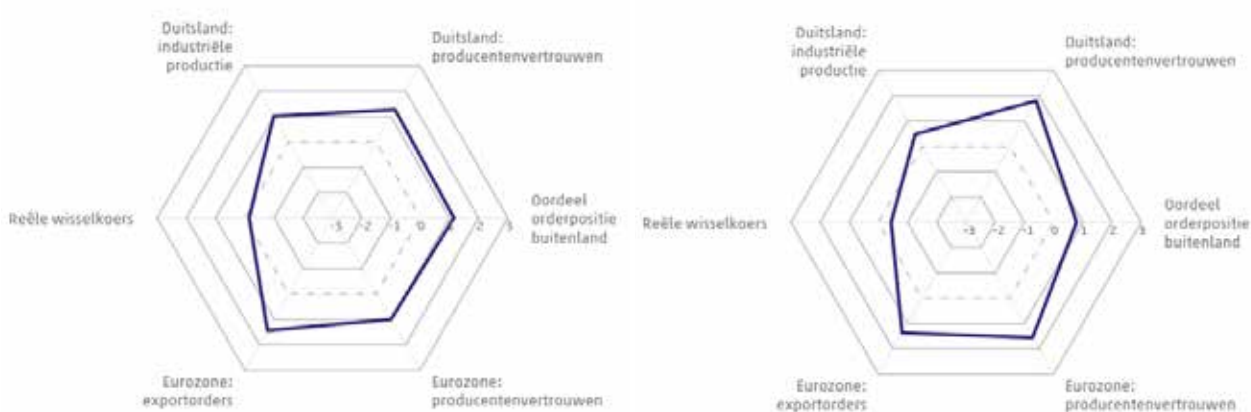 Duitsland:
industriële
productie
Duitsland:
producentenvertrouwen
Reële wisselkoers
-3 -2 -1 0 1 2 3
Oordeel
orderpositie
buitenland
Eurozone:
exportorders
Eurozone:
producentenvertrouwen
Duitsland:
industriële
productie
Duitsland:
producentenvertrouwen
Reële wisselkoers
-3 -2 -1 0 1 2 3
Oordeel
orderpositie
buitenland
Eurozone:
exportorders
Eurozone:
producentenvertrouwen